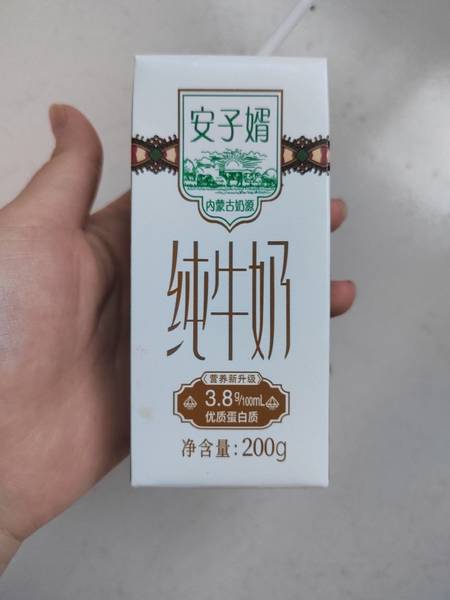 安子婿
内蒙古奶源
纯牛奶
《营养新升级》
3.8g/100mL
优质蛋白质
净含量:200g